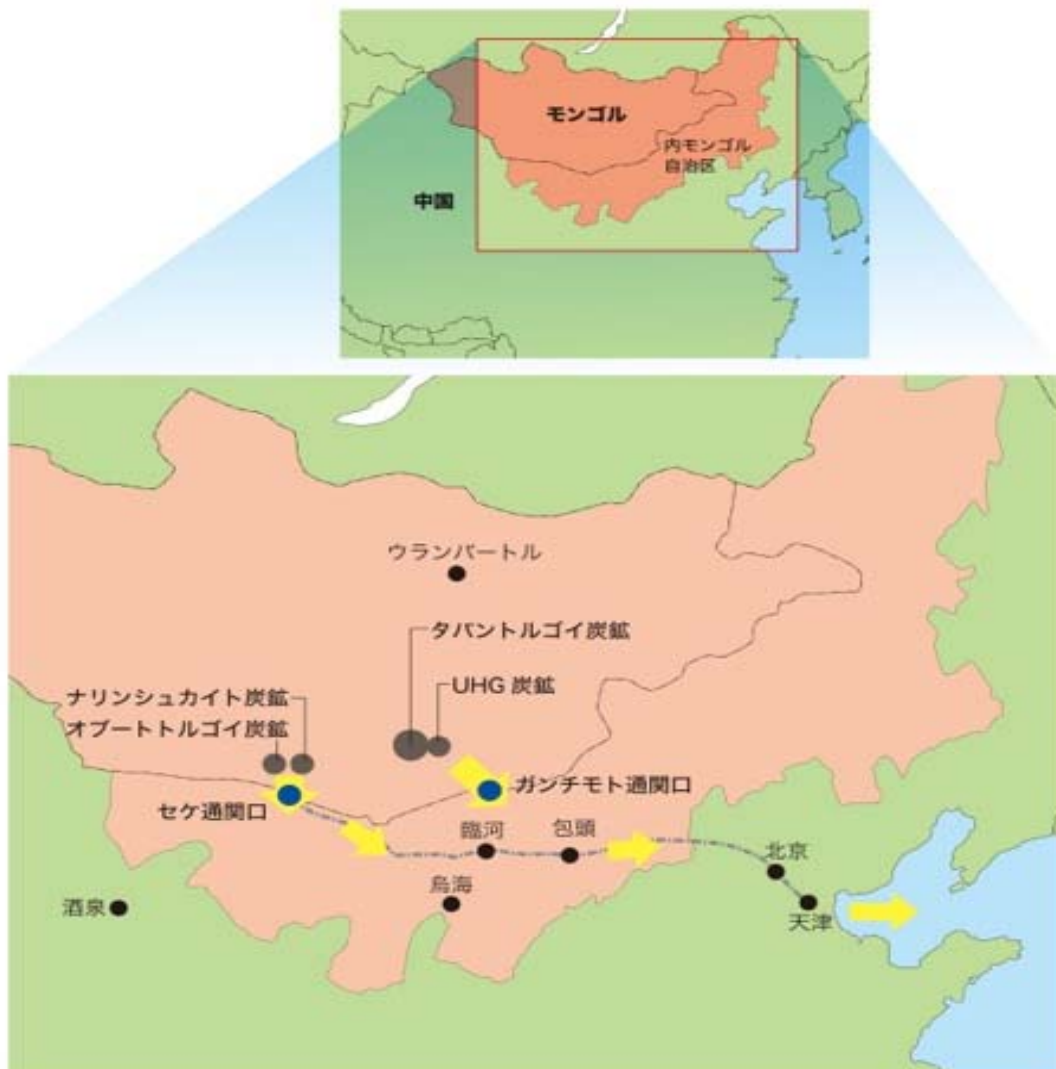 モンゴル
内モンゴル
自治区
中国
ウランバートル
タバントルゴイ炭鉱
UHG 炭鉱
ナリンシュカイト炭鉱
オブートトルゴイ炭鉱
セケ通関口
ガンチモト通関口
臨河
包頭
北京
烏海
酒泉
天津